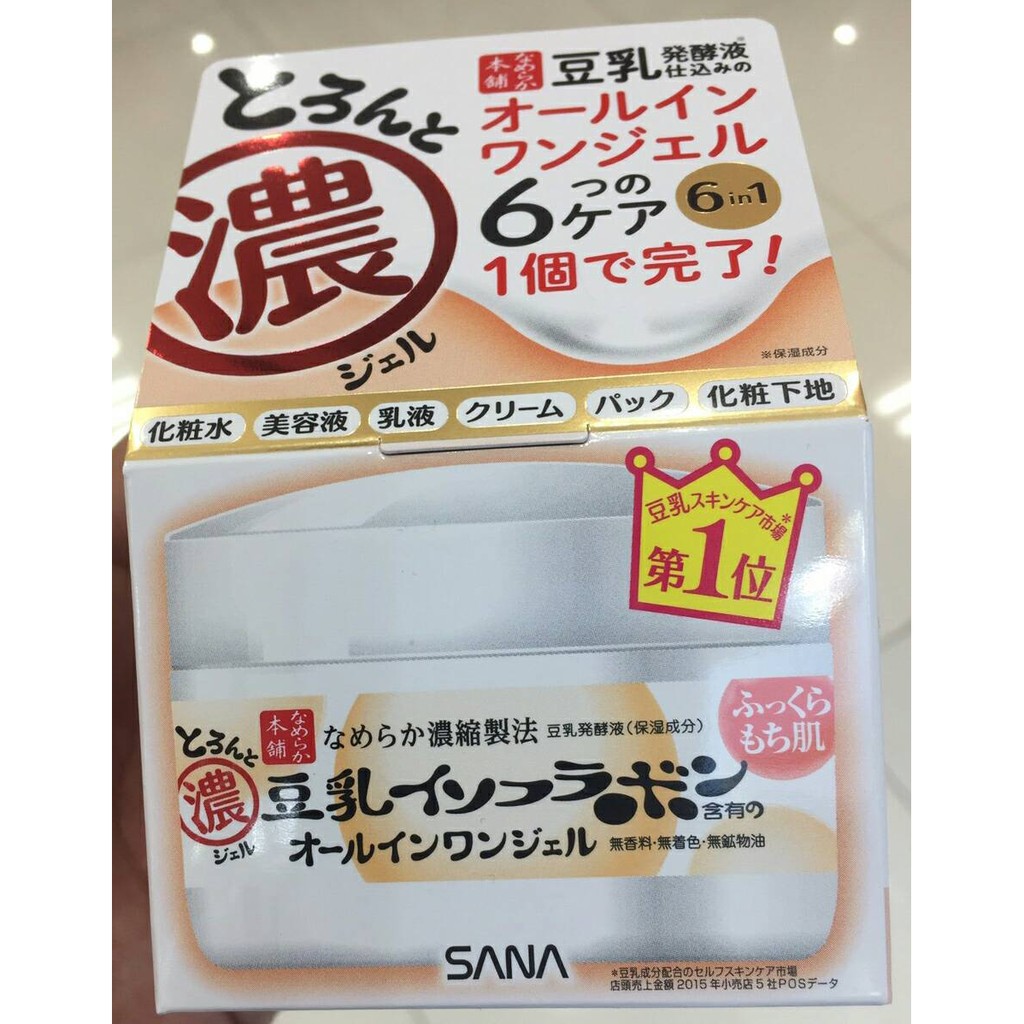 とろんと
濃
ジェル
なめらか
本舗
豆乳発酵液※
仕込みの
オールイン
ワンジェル
6つの
ケア
6in1
1個で完了!
※保湿成分
化粧水 美容液 乳液 クリーム パック 化粧下地
豆乳スキンケア市場*
第1位
とろんと
濃
ジェル
なめらか
本舗
なめらか濃縮製法 豆乳発酵液(保湿成分)
豆乳イソフラボン含有の
オールインワンジェル 無香料・無着色・無鉱物油
ふっくら
もち肌
SANA
*豆乳成分配合のセルフスキンケア市場
店頭売上金額2015年小売店5社POSデータ